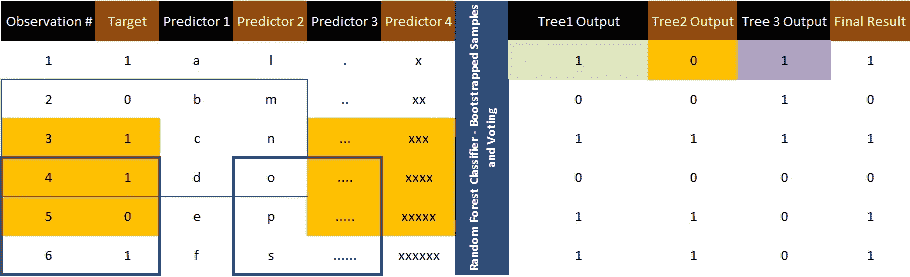 Observation # Target Predictor 1 Predictor 2 Predictor 3 Predictor 4 Tree1 Output Tree2 Output Tree 3 Output Final Result
1 1 a l . x 1 0 1 1
2 0 b m .. xx 0 0 1 0
3 1 c n ... xxx 1 1 1 1
4 1 d o .... xxxx 0 0 0 0
5 0 e p ..... xxxxx 1 1 0 1
6 1 f s ...... xxxxxx 1 1 0 1
Random Forest Classifier - Bootstrapped Samples
and Voting